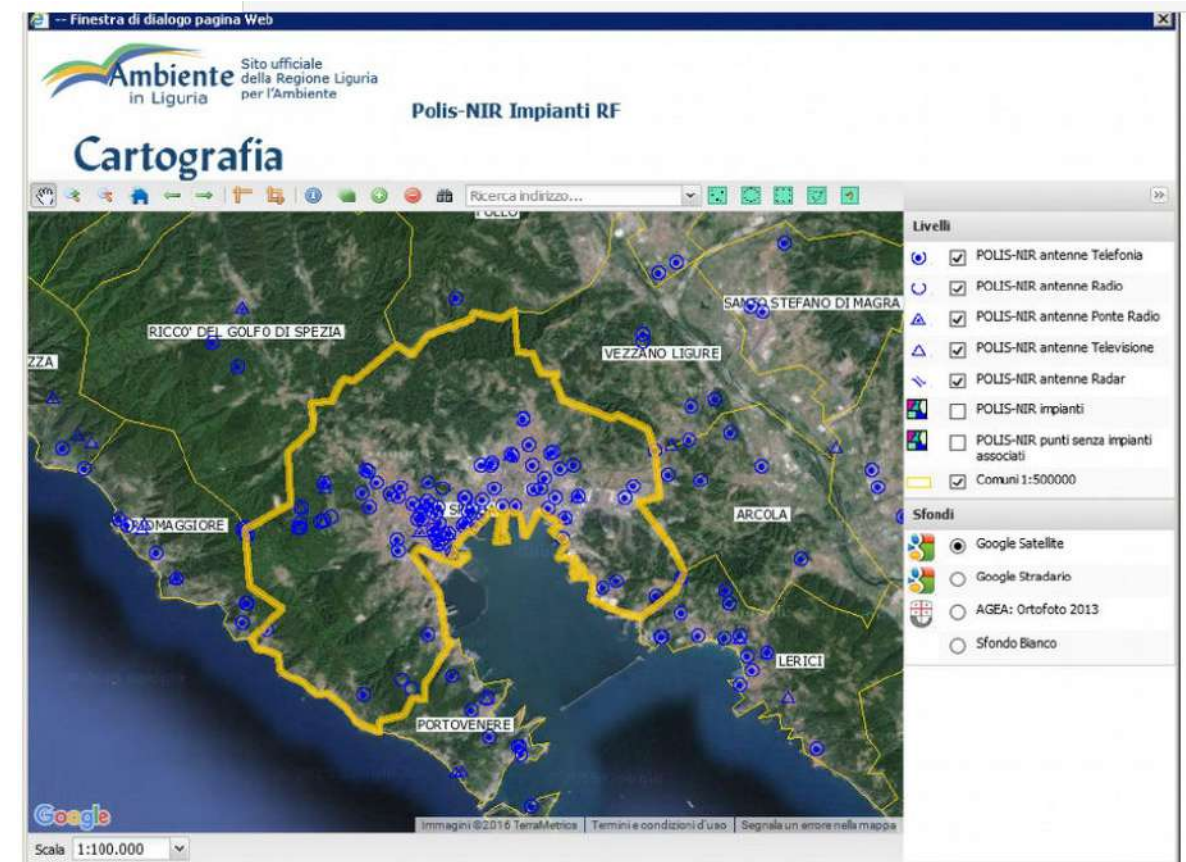 -- Finestra di dialogo pagina Web
Ambiente
in Liguria
Sito ufficiale
della Regione Liguria
per l'Ambiente
Polis-NIR Impianti RF
Cartografia
Ricerca indirizzo...
Livelli
POLIS-NIR antenne Telefonia
POLIS-NIR antenne Radio
POLIS-NIR antenne Ponte Radio
POLIS-NIR antenne Televisione
POLIS-NIR antenne Radar
POLIS-NIR impianti
POLIS-NIR punti senza impianti
associati
Comuni 1:500000
Sfondi
Google Satellite
Google Stradario
AGEA: Ortofoto 2013
Sfondo Bianco
SANTO STEFANO DI MAGRA
RICCO' DEL GOLFO DI SPEZIA
VEZZANO LIGURE
ZZA
ARCOLA
LERICI
PORTOVENERE
Google
Immagini ©2016 TerraMetrics
Termini e condizioni d'uso
Segnala un errore nella mappa
Scala 1:100.000